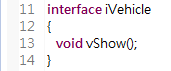 11 interface iVehicle
12 {
13 void vShow();
14 }